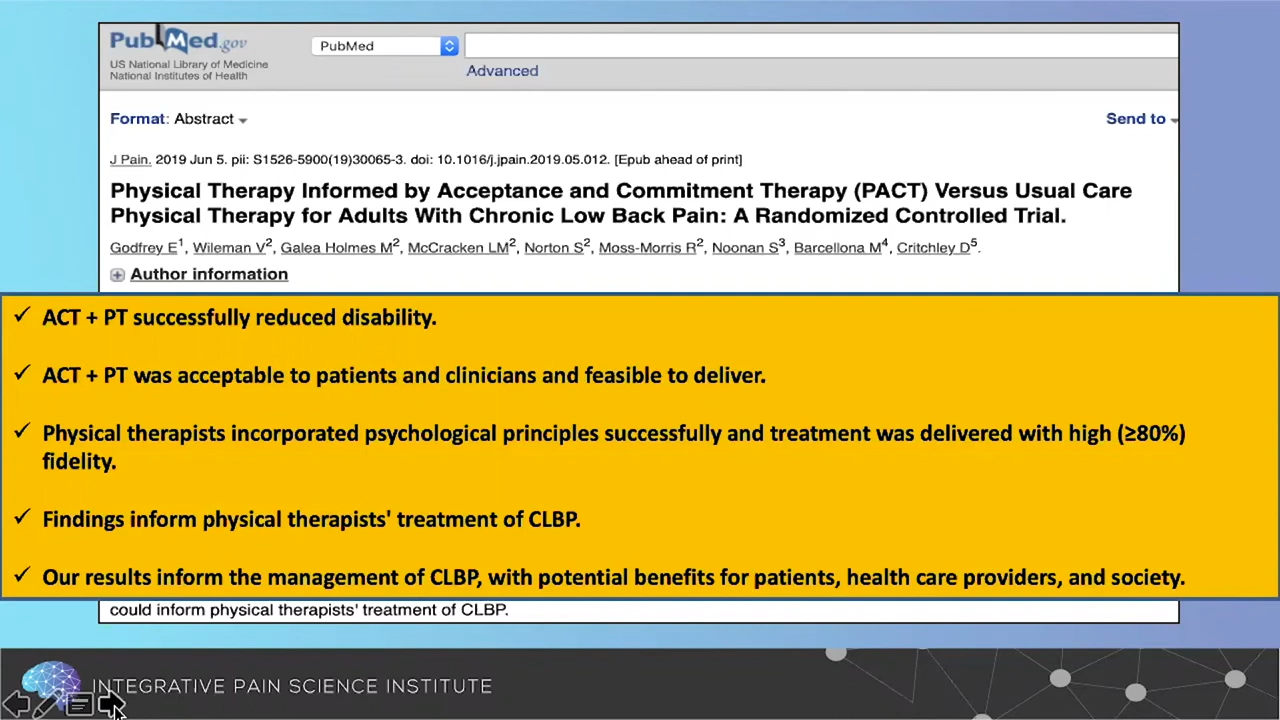 PubMed.gov
US National Library of Medicine
National Institutes of Health
PubMed
Advanced
Format: Abstract
Send to
J Pain. 2019 Jun 5. pii: S1526-5900(19)30065-3. doi: 10.1016/j.jpain.2019.05.012. [Epub ahead of print]
Physical Therapy Informed by Acceptance and Commitment Therapy (PACT) Versus Usual Care
Physical Therapy for Adults With Chronic Low Back Pain: A Randomized Controlled Trial.
Godfrey E1, Wileman V2, Galea Holmes M2, McCracken LM2, Norton S2, Moss-Morris R2, Noonan S3, Barcellona M4, Critchley D5.
Author information
✓ ACT + PT successfully reduced disability.
✓ ACT + PT was acceptable to patients and clinicians and feasible to deliver.
✓ Physical therapists incorporated psychological principles successfully and treatment was delivered with high (≥80%)
fidelity.
✓ Findings inform physical therapists' treatment of CLBP.
✓ Our results inform the management of CLBP, with potential benefits for patients, health care providers, and society.
could inform physical therapists' treatment of CLBP.
INTEGRATIVE PAIN SCIENCE INSTITUTE